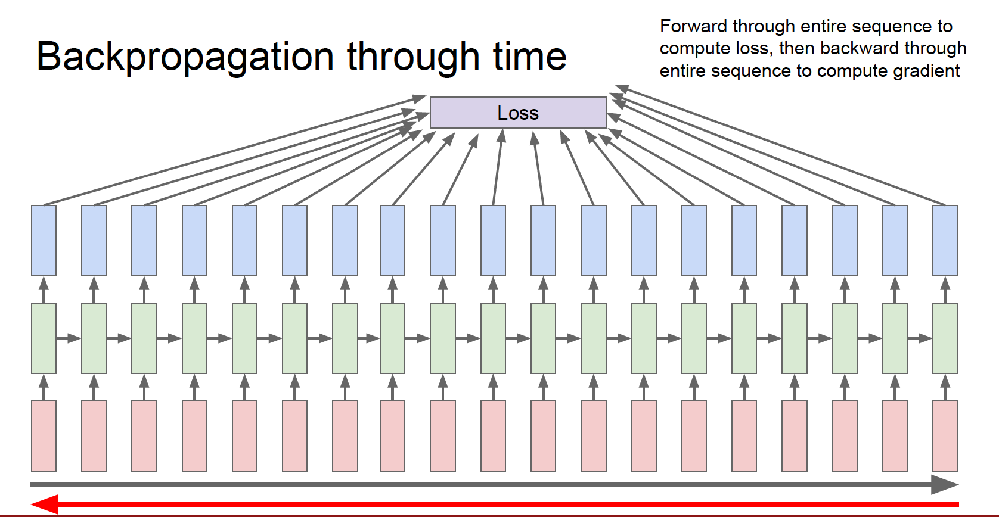 Backpropagation through time
Forward through entire sequence to
compute loss, then backward through
entire sequence to compute gradient
Loss